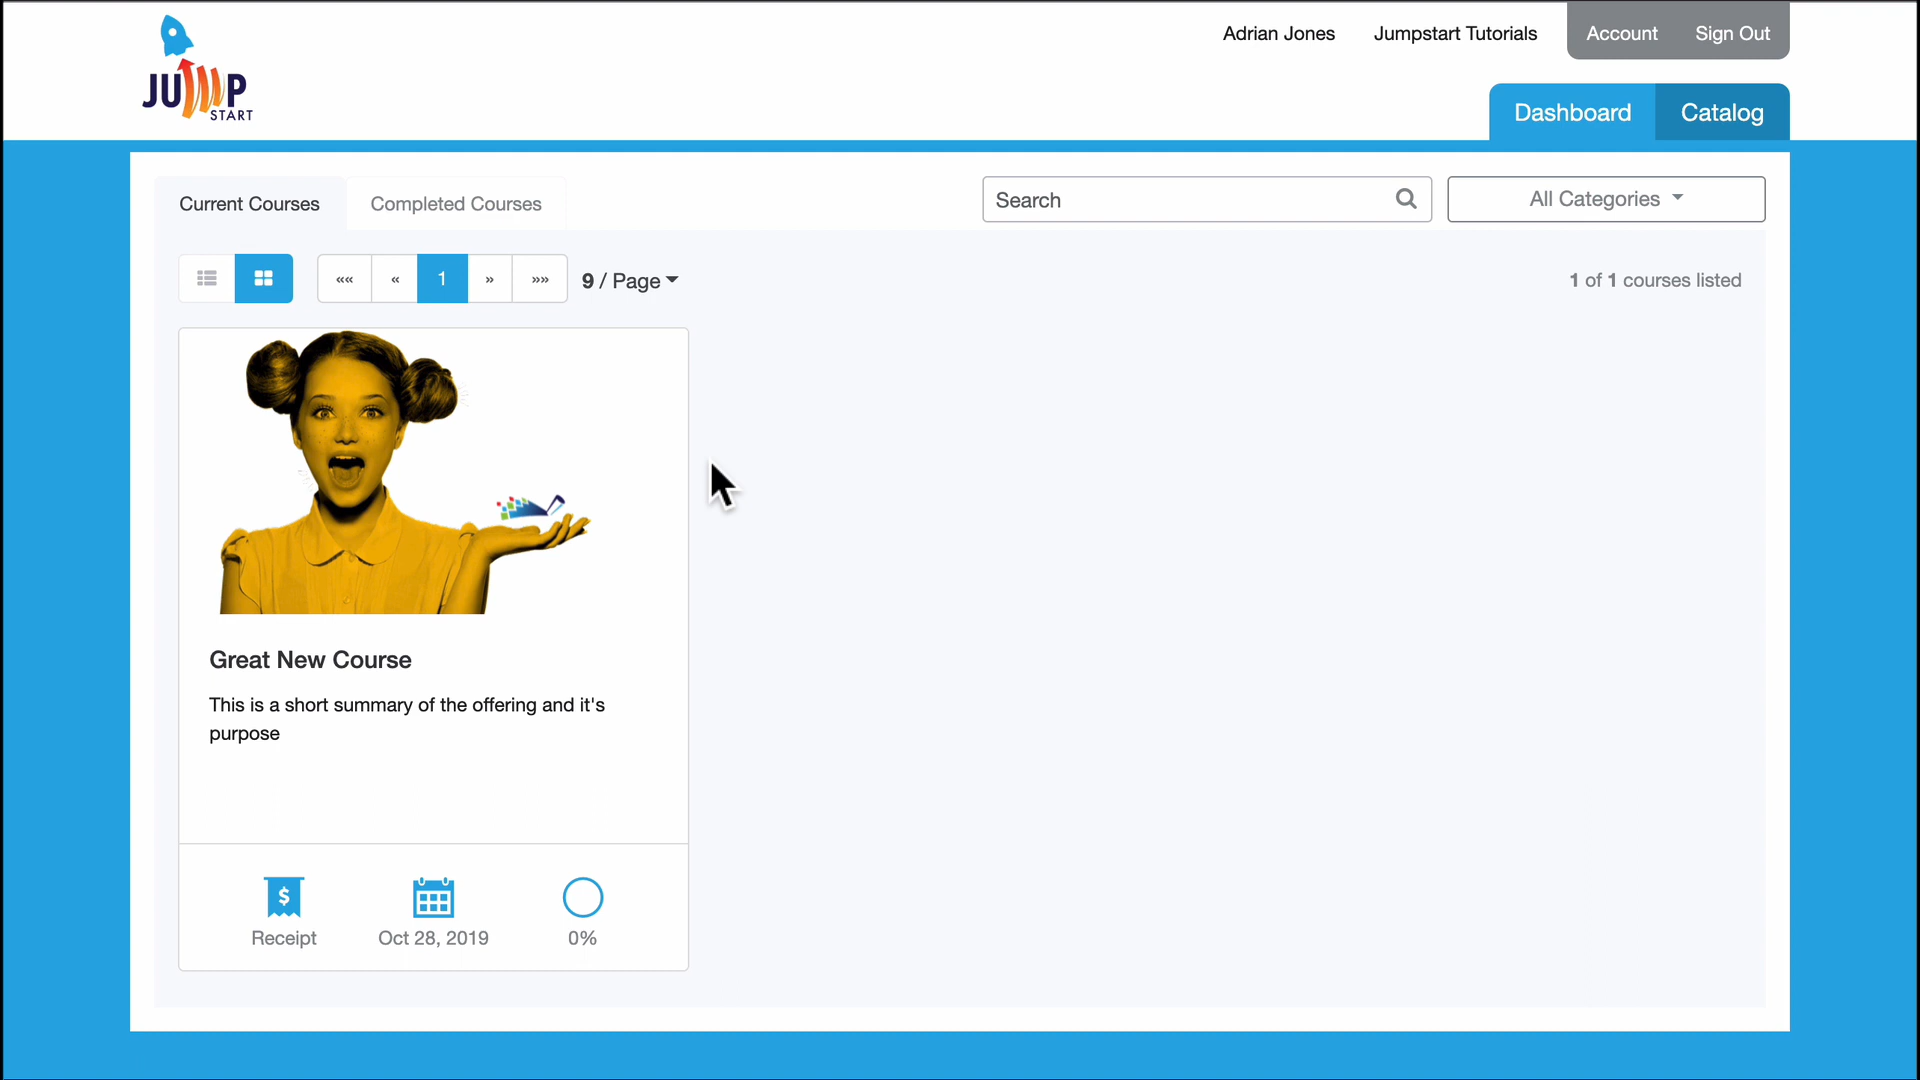 JUMP
START
Adrian Jones
Jumpstart Tutorials
Account
Sign Out
Dashboard
Catalog
Current Courses
Completed Courses
Search
All Categories
««
«
1
»
»»
9 / Page
1 of 1 courses listed
Great New Course
This is a short summary of the offering and it's
purpose
$
Receipt
Oct 28, 2019
0%